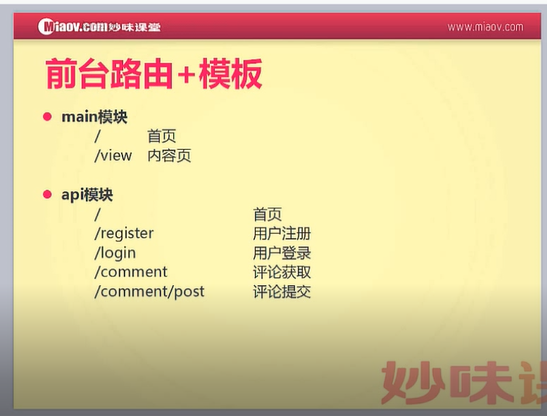 Miaov.com妙味课堂
www.miaov.com
前台路由+模板
main模块
/ 首页
/view 内容页
api模块
/ 首页
/register 用户注册
/login 用户登录
/comment 评论获取
/comment/post 评论提交
妙味课